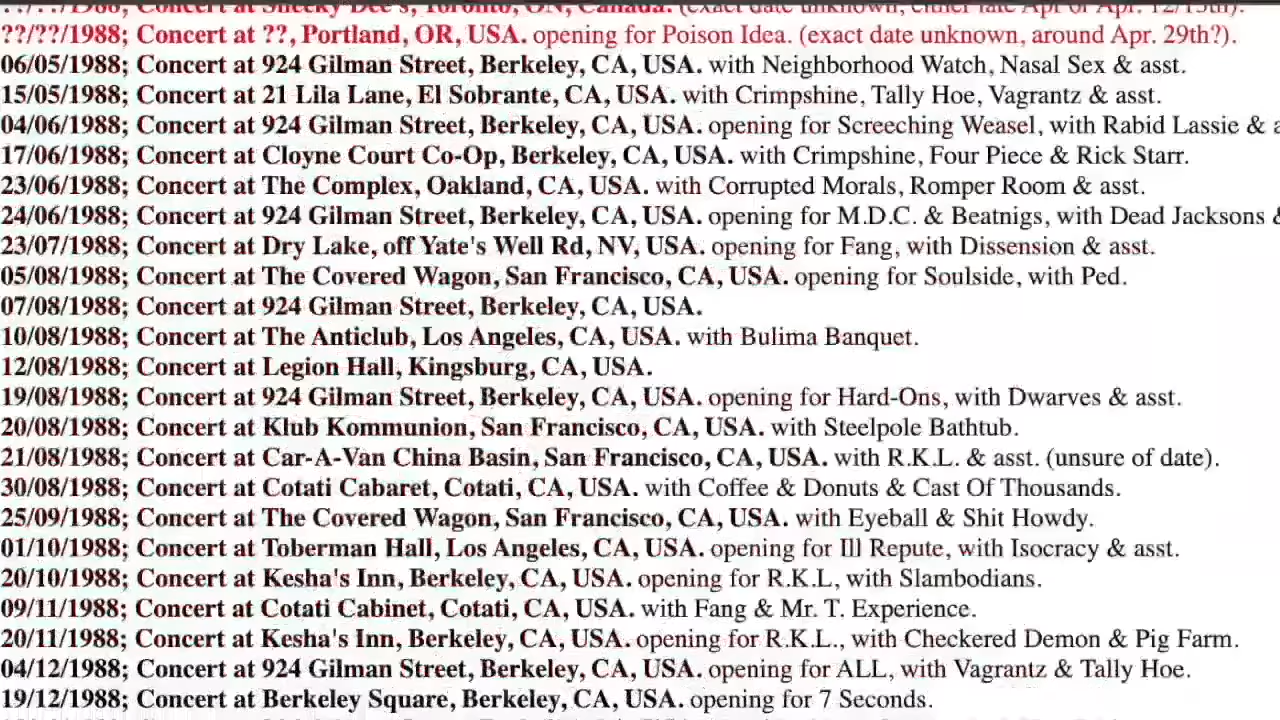 ??/??/1988; Concert at Sneeky Dee's, Toronto, ON, Canada. (exact date unknown, either late Apr or Apr. 12/13th).
??/??/1988; Concert at ??, Portland, OR, USA. opening for Poison Idea. (exact date unknown, around Apr. 29th?).
06/05/1988; Concert at 924 Gilman Street, Berkeley, CA, USA. with Neighborhood Watch, Nasal Sex & asst.
15/05/1988; Concert at 21 Lila Lane, El Sobrante, CA, USA. with Crimpshine, Tally Hoe, Vagrantz & asst.
04/06/1988; Concert at 924 Gilman Street, Berkeley, CA, USA. opening for Screeching Weasel, with Rabid Lassie &
17/06/1988; Concert at Cloyne Court Co-Op, Berkeley, CA, USA. with Crimpshine, Four Piece & Rick Starr.
23/06/1988; Concert at The Complex, Oakland, CA, USA. with Corrupted Morals, Romper Room & asst.
24/06/1988; Concert at 924 Gilman Street, Berkeley, CA, USA. opening for M.D.C. & Beatnigs, with Dead Jacksons &
23/07/1988; Concert at Dry Lake, off Yate's Well Rd, NV, USA. opening for Fang, with Dissension & asst.
05/08/1988; Concert at The Covered Wagon, San Francisco, CA, USA. opening for Soulside, with Ped.
07/08/1988; Concert at 924 Gilman Street, Berkeley, CA, USA.
10/08/1988; Concert at The Anticlub, Los Angeles, CA, USA. with Bulima Banquet.
12/08/1988; Concert at Legion Hall, Kingsburg, CA, USA.
19/08/1988; Concert at 924 Gilman Street, Berkeley, CA, USA. opening for Hard-Ons, with Dwarves & asst.
20/08/1988; Concert at Klub Kommunion, San Francisco, CA, USA. with Steelpole Bathtub.
21/08/1988; Concert at Car-A-Van China Basin, San Francisco, CA, USA. with R.K.L. & asst. (unsure of date).
30/08/1988; Concert at Cotati Cabaret, Cotati, CA, USA. with Coffee & Donuts & Cast Of Thousands.
25/09/1988; Concert at The Covered Wagon, San Francisco, CA, USA. with Eyeball & Shit Howdy.
01/10/1988; Concert at Toberman Hall, Los Angeles, CA, USA. opening for Ill Repute, with Isocracy & asst.
20/10/1988; Concert at Kesha's Inn, Berkeley, CA, USA. opening for R.K.L, with Slambodians.
09/11/1988; Concert at Cotati Cabinet, Cotati, CA, USA. with Fang & Mr. T. Experience.
20/11/1988; Concert at Kesha's Inn, Berkeley, CA, USA. opening for R.K.L., with Checkered Demon & Pig Farm.
04/12/1988; Concert at 924 Gilman Street, Berkeley, CA, USA. opening for ALL, with Vagrantz & Tally Hoe.
19/12/1988; Concert at Berkeley Square, Berkeley, CA, USA. opening for 7 Seconds.